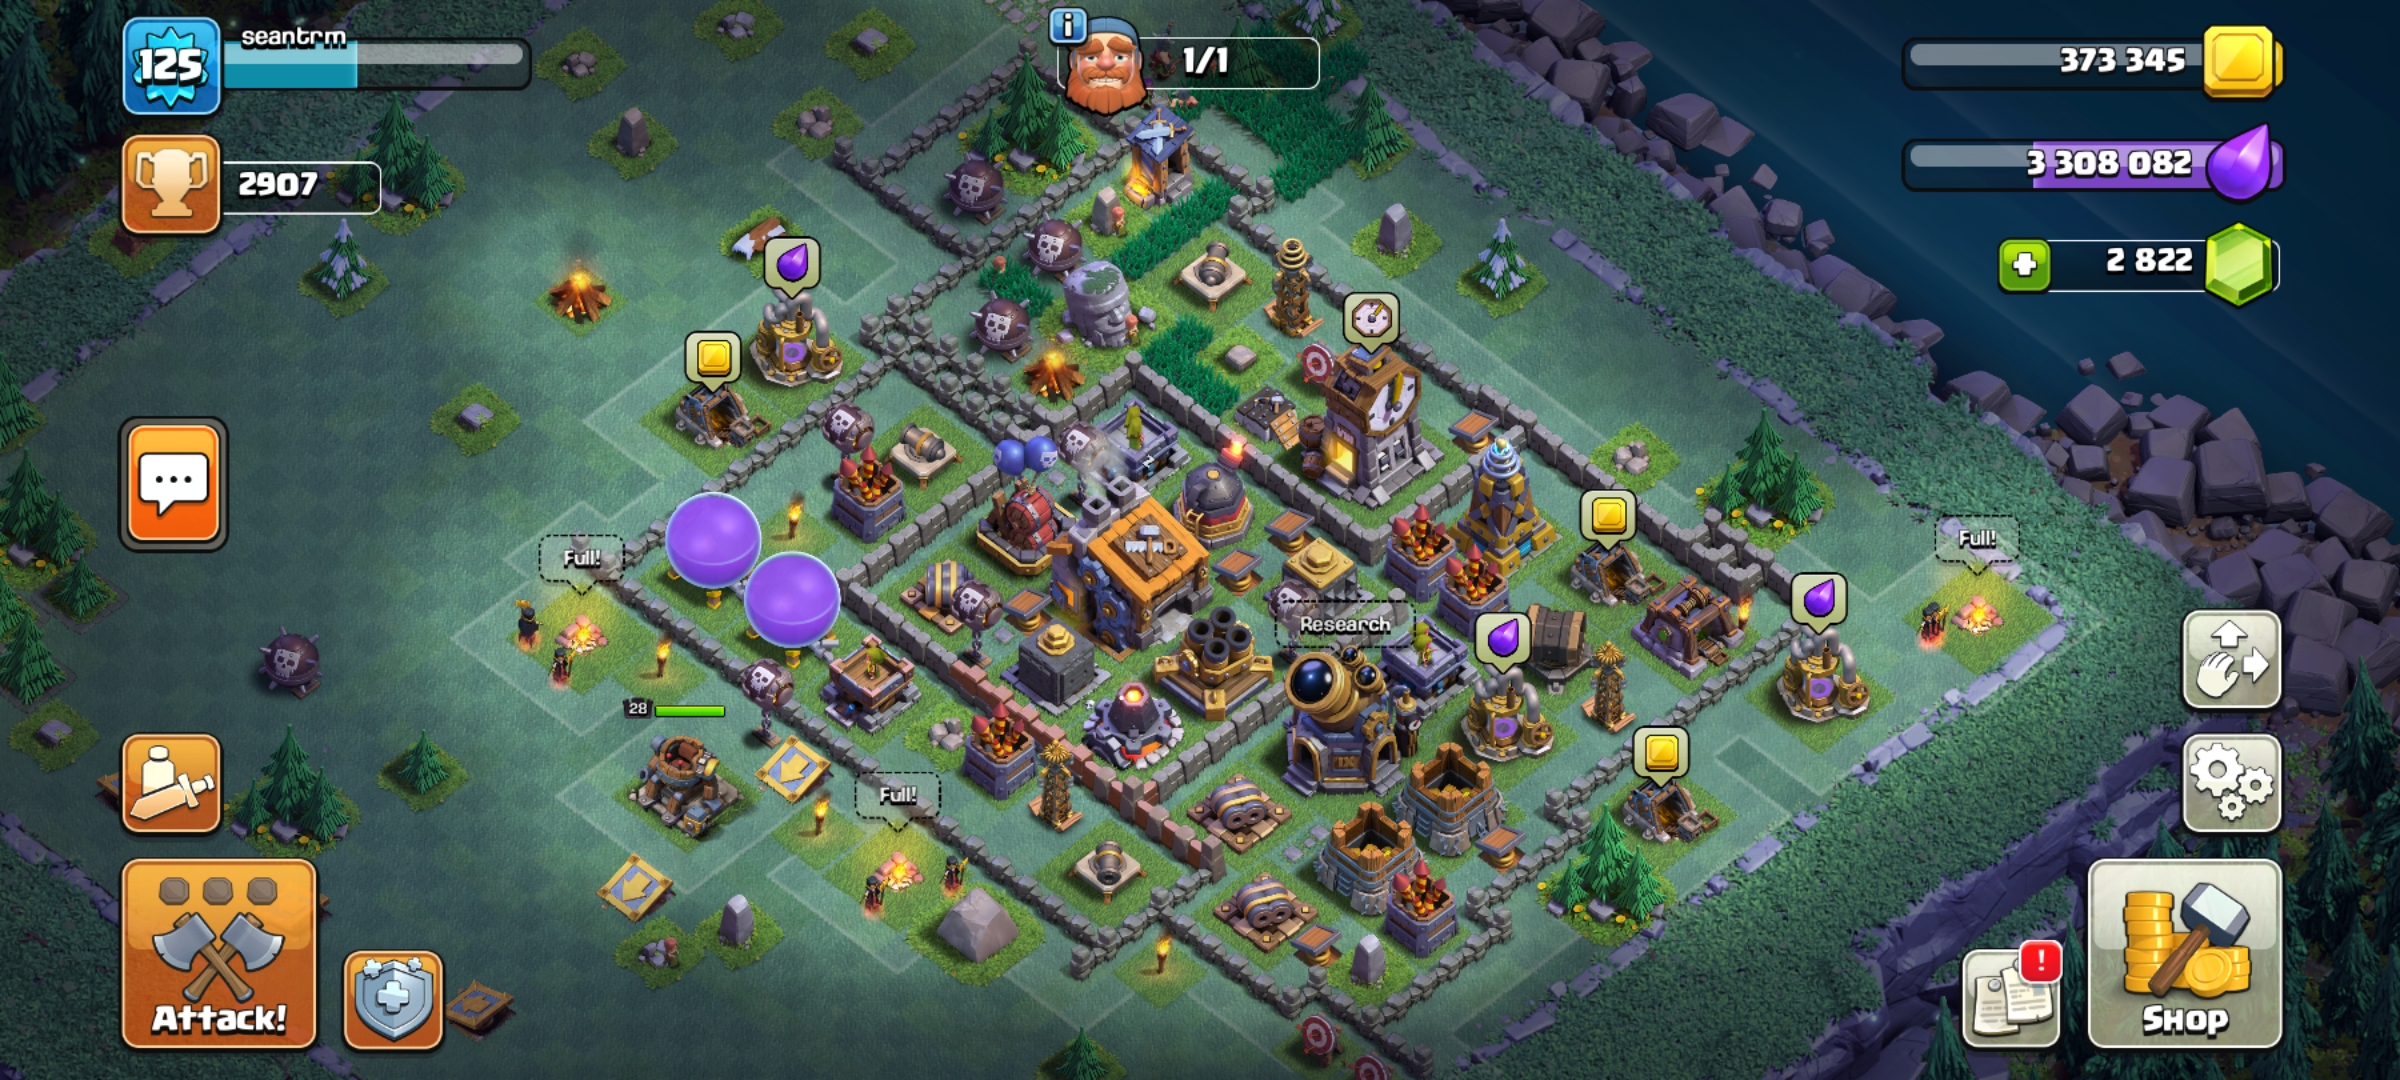 125
seantrm
1/1
373 345
2907
3 308 082
2 822
Full!
Full!
Research
28
Full!
Attack!
!
Shop